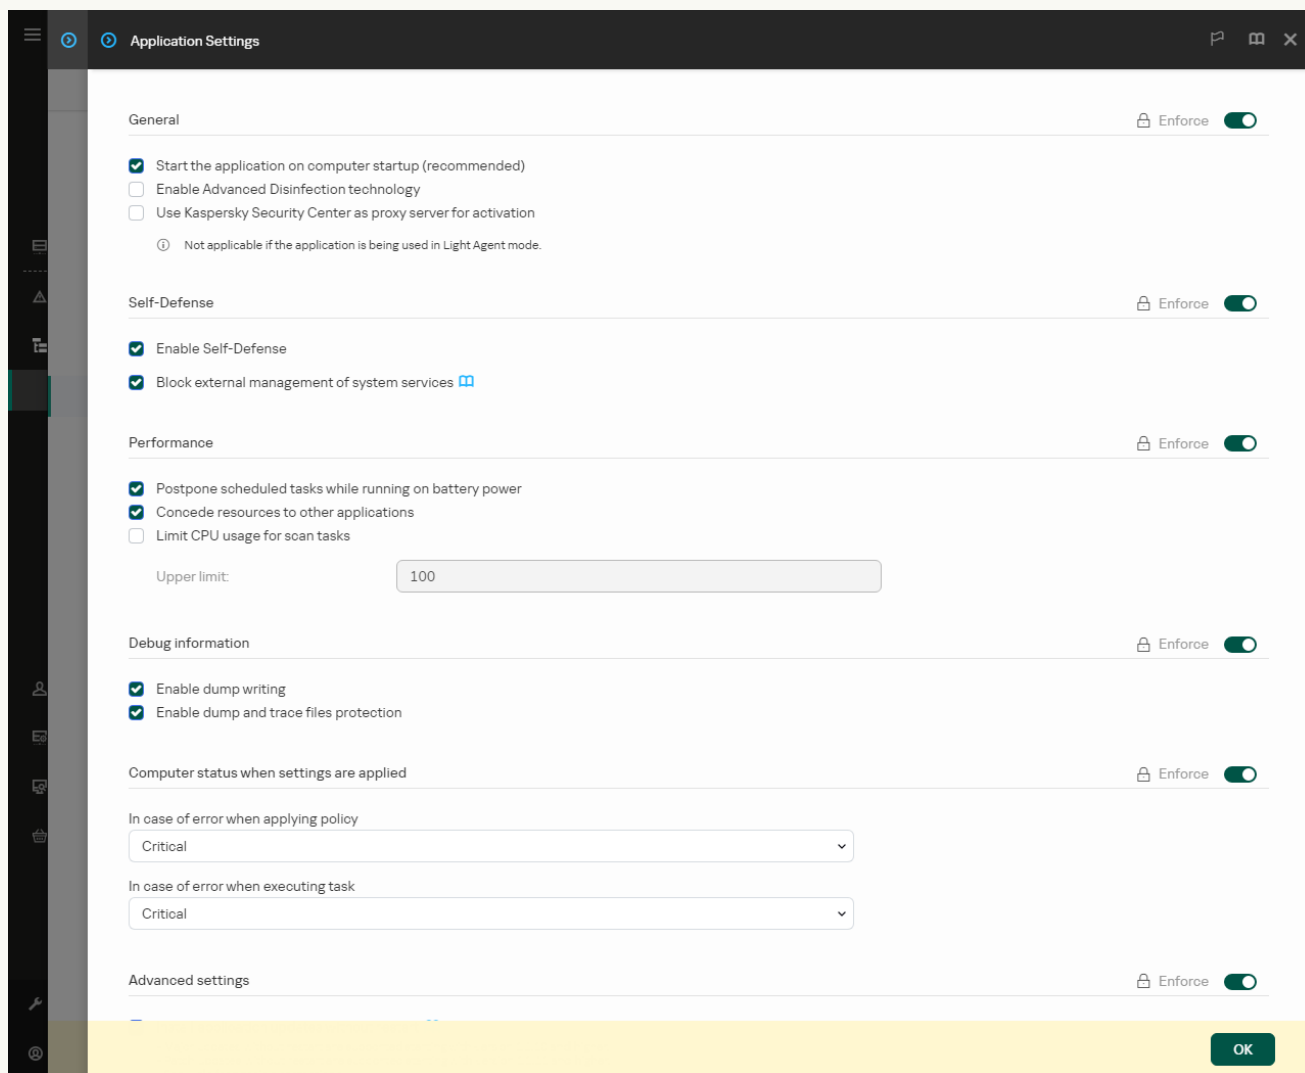 Application Settings
General
Enforce
Start the application on computer startup (recommended)
Enable Advanced Disinfection technology
Use Kaspersky Security Center as proxy server for activation
Not applicable if the application is being used in Light Agent mode.
Self-Defense
Enforce
Enable Self-Defense
Block external management of system services
Performance
Enforce
Postpone scheduled tasks while running on battery power
Concede resources to other applications
Limit CPU usage for scan tasks
Upper limit:
100
Debug information
Enforce
Enable dump writing
Enable dump and trace files protection
Computer status when settings are applied
Enforce
In case of error when applying policy
Critical
In case of error when executing task
Critical
Advanced settings
Enforce
OK